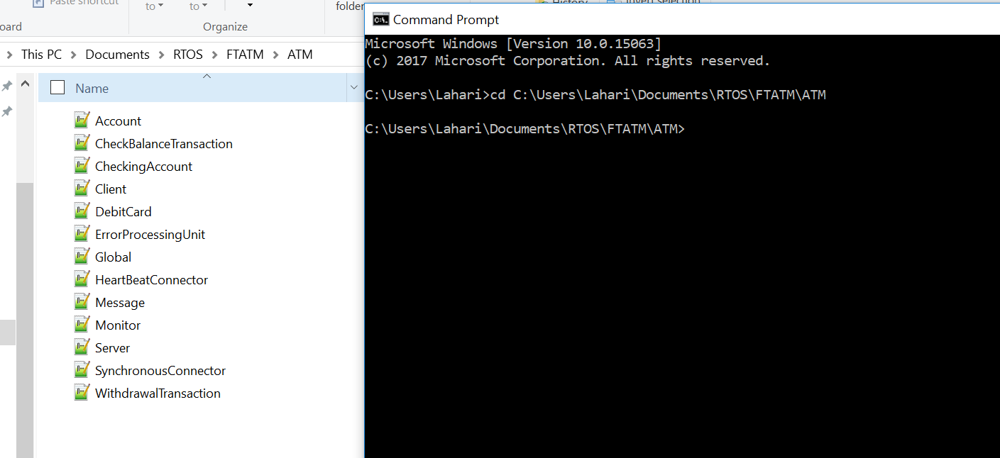 Paste shortcut
to
to
folder
History
Invert selection
oard
Organize
This PC
Documents
RTOS
FTATM
ATM
Name
Account
CheckBalanceTransaction
CheckingAccount
Client
DebitCard
ErrorProcessingUnit
Global
HeartBeatConnector
Message
Monitor
Server
SynchronousConnector
WithdrawalTransaction
Command Prompt
Microsoft Windows [Version 10.0.15063]
(c) 2017 Microsoft Corporation. All rights reserved.
C:\Users\Lahari>cd C:\Users\Lahari\Documents\RTOS\FTATM\ATM
C:\Users\Lahari\Documents\RTOS\FTATM\ATM>